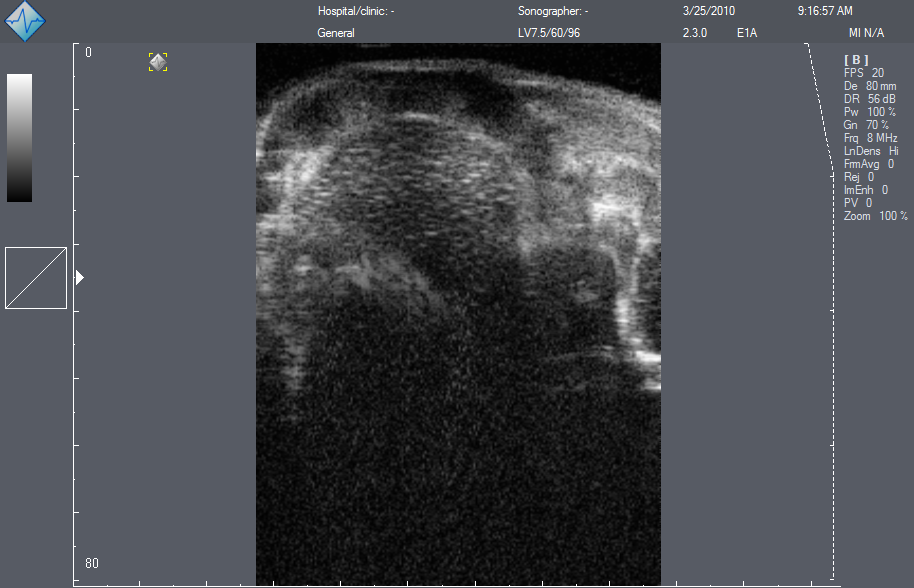 Hospital/clinic: - Sonographer: - 3/25/2010 9:16:57 AM
General LV7.5/60/96 2.3.0 E1A MI N/A
0
[ B ]
FPS 20
De 80 mm
DR 56 dB
Pw 100 %
Gn 70 %
Frq 8 MHz
LnDens Hi
FrmAvg 0
Rej 0
ImEnh 0
PV 0
Zoom 100 %
80